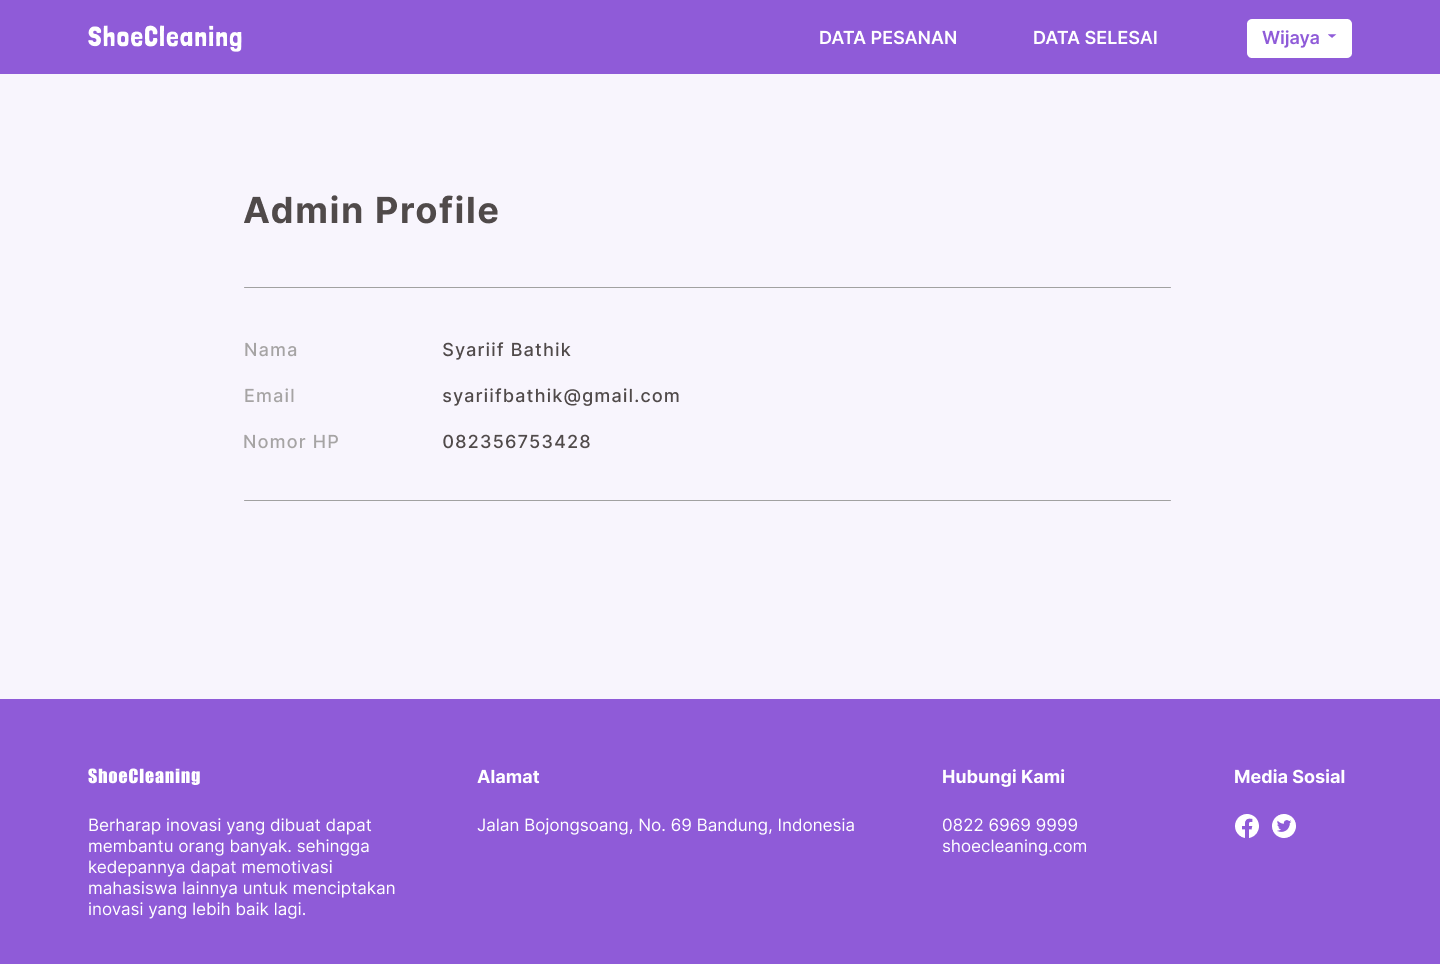 ShoeCleaning
DATA PESANAN
DATA SELESAI
Wijaya
Admin Profile
Nama
Syariif Bathik
Email
syariifbathik@gmail.com
Nomor HP
082356753428
ShoeCleaning
Berharap inovasi yang dibuat dapat
membantu orang banyak. sehingga
kedepannya dapat memotivasi
mahasiswa lainnya untuk menciptakan
inovasi yang lebih baik lagi.
Alamat
Jalan Bojongsoang, No. 69 Bandung, Indonesia
Hubungi Kami
0822 6969 9999
shoecleaning.com
Media Sosial